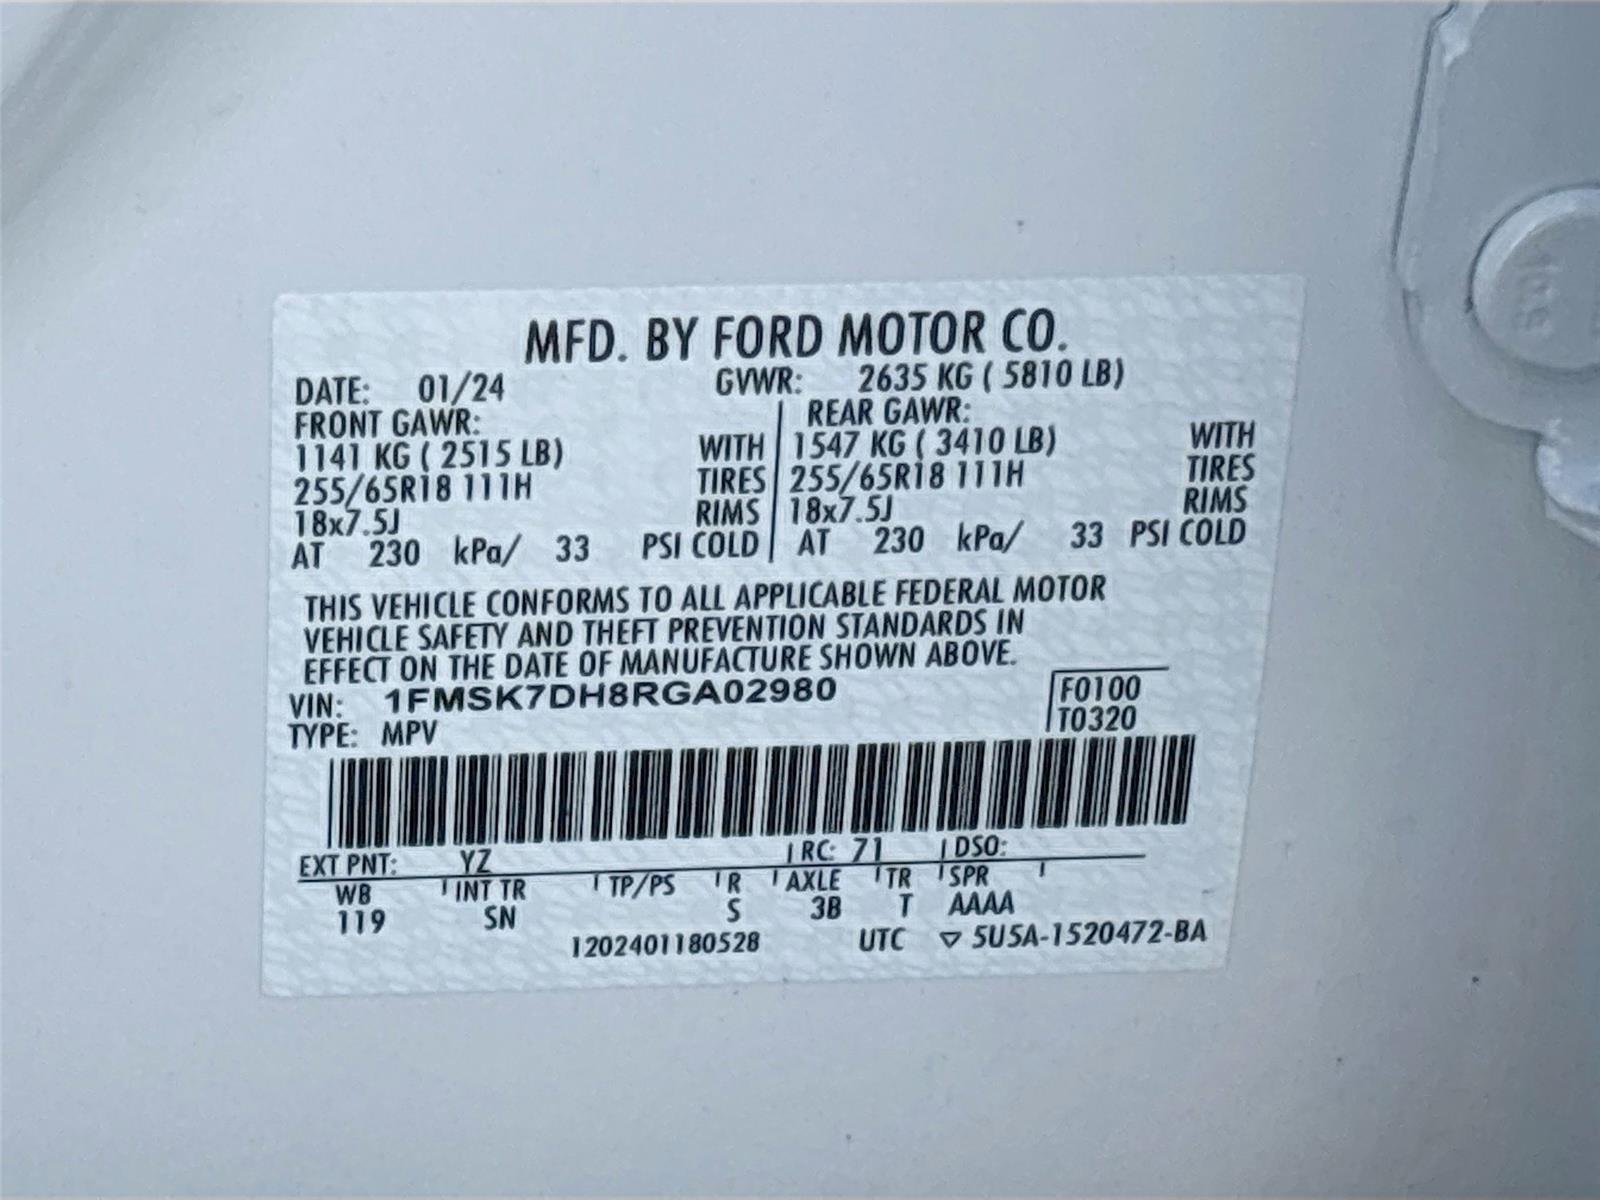 MFD. BY FORD MOTOR CO.
DATE: 01/24 GVWR: 2635 KG ( 5810 LB)
FRONT GAWR: REAR GAWR:
1141 KG ( 2515 LB) WITH 1547 KG ( 3410 LB) WITH
255/65R18 111H TIRES 255/65R18 111H TIRES
18x7.5J RIMS 18x7.5J RIMS
AT 230 kPa/ 33 PSI COLD AT 230 kPa/ 33 PSI COLD
THIS VEHICLE CONFORMS TO ALL APPLICABLE FEDERAL MOTOR
VEHICLE SAFETY AND THEFT PREVENTION STANDARDS IN
EFFECT ON THE DATE OF MANUFACTURE SHOWN ABOVE.
VIN: 1FMSK7DH8RGA02980 F0100
TYPE: MPV T0320
EXT PNT: YZ RC: 71 DSO:
WB INT TR TP/PS R AXLE TR SPR
119 SN S 3B T AAAA
1202401180528 UTC ▽ 5U5A-1520472-BA